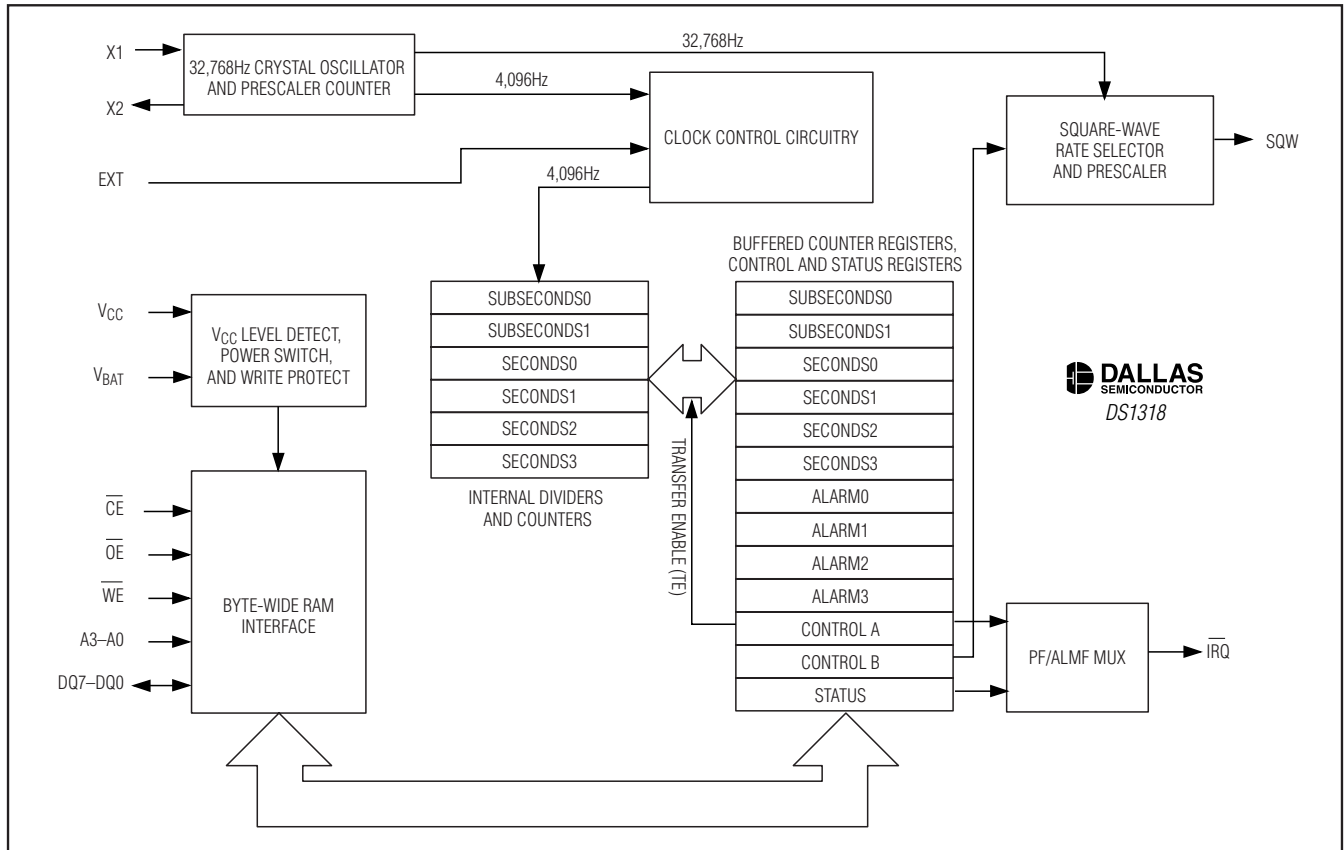 X1
X2
32,768Hz CRYSTAL OSCILLATOR
AND PRESCALER COUNTER
32,768Hz
4,096Hz
EXT
CLOCK CONTROL CIRCUITRY
4,096Hz
SQUARE-WAVE
RATE SELECTOR
AND PRESCALER
SQW
VCC
VBAT
VCC LEVEL DETECT,
POWER SWITCH,
AND WRITE PROTECT
SUBSECONDS0
SUBSECONDS1
SECONDS0
SECONDS1
SECONDS2
SECONDS3
INTERNAL DIVIDERS
AND COUNTERS
TRANSFER ENABLE (TE)
BUFFERED COUNTER REGISTERS,
CONTROL AND STATUS REGISTERS
SUBSECONDS0
SUBSECONDS1
SECONDS0
SECONDS1
SECONDS2
SECONDS3
ALARM0
ALARM1
ALARM2
ALARM3
CONTROL A
CONTROL B
STATUS
DALLAS
SEMICONDUCTOR
DS1318
CE
OE
WE
A3–A0
DQ7–DQ0
BYTE-WIDE RAM
INTERFACE
PF/ALMF MUX
IRQ